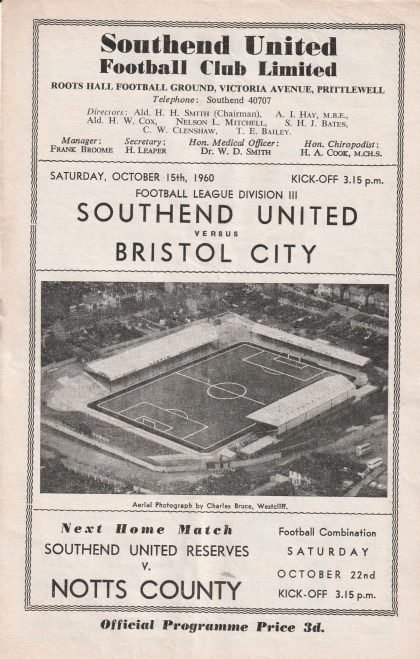 Southend United
Football Club Limited
ROOTS HALL FOOTBALL GROUND, VICTORIA AVENUE, PRITTLEWELL
Telephone: Southend 40707
Directors: Ald. H. H. Smith (Chairman), A. I. Hay, M.B.E.,
Ald. H. W. Cox, Nelson L. Mitchell, S. H. J. Bates,
C. W. Clenshaw, T. E. Bailey.
Manager: Secretary: Hon. Medical Officer: Hon. Chiropodist:
Frank Broome H. Leaper Dr. W. D. Smith H. A. Cook, M.CH.S.
SATURDAY, OCTOBER 15th, 1960 KICK-OFF 3.15 p.m.
FOOTBALL LEAGUE DIVISION III
SOUTHEND UNITED
VERSUS
BRISTOL CITY
Aerial Photograph by Charles Bruce, Westcliff.
Next Home Match
SOUTHEND UNITED RESERVES
V.
NOTTS COUNTY
Football Combination
SATURDAY
OCTOBER 22nd
KICK-OFF 3.15 p.m.
Official Programme Price 3d.